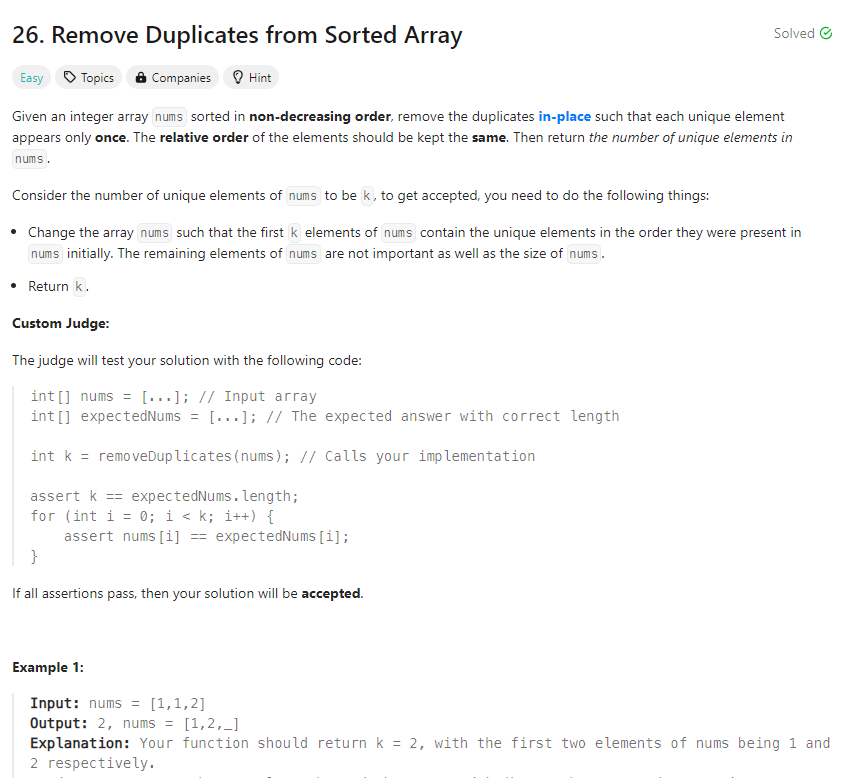 26. Remove Duplicates from Sorted Array
Solved
Easy
Topics
Companies
Hint
Given an integer array nums sorted in non-decreasing order, remove the duplicates in-place such that each unique element
appears only once. The relative order of the elements should be kept the same. Then return the number of unique elements in
nums.
Consider the number of unique elements of nums to be k, to get accepted, you need to do the following things:
• Change the array nums such that the first k elements of nums contain the unique elements in the order they were present in
nums initially. The remaining elements of nums are not important as well as the size of nums.
• Return k.
Custom Judge:
The judge will test your solution with the following code:
int[] nums = [...]; // Input array
int[] expectedNums = [...]; // The expected answer with correct length
int k = removeDuplicates(nums); // Calls your implementation
assert k == expectedNums.length;
for (int i = 0; i < k; i++) {
    assert nums[i] == expectedNums[i];
}
If all assertions pass, then your solution will be accepted.
Example 1:
Input: nums = [1,1,2]
Output: 2, nums = [1,2,_]
Explanation: Your function should return k = 2, with the first two elements of nums being 1 and
2 respectively.